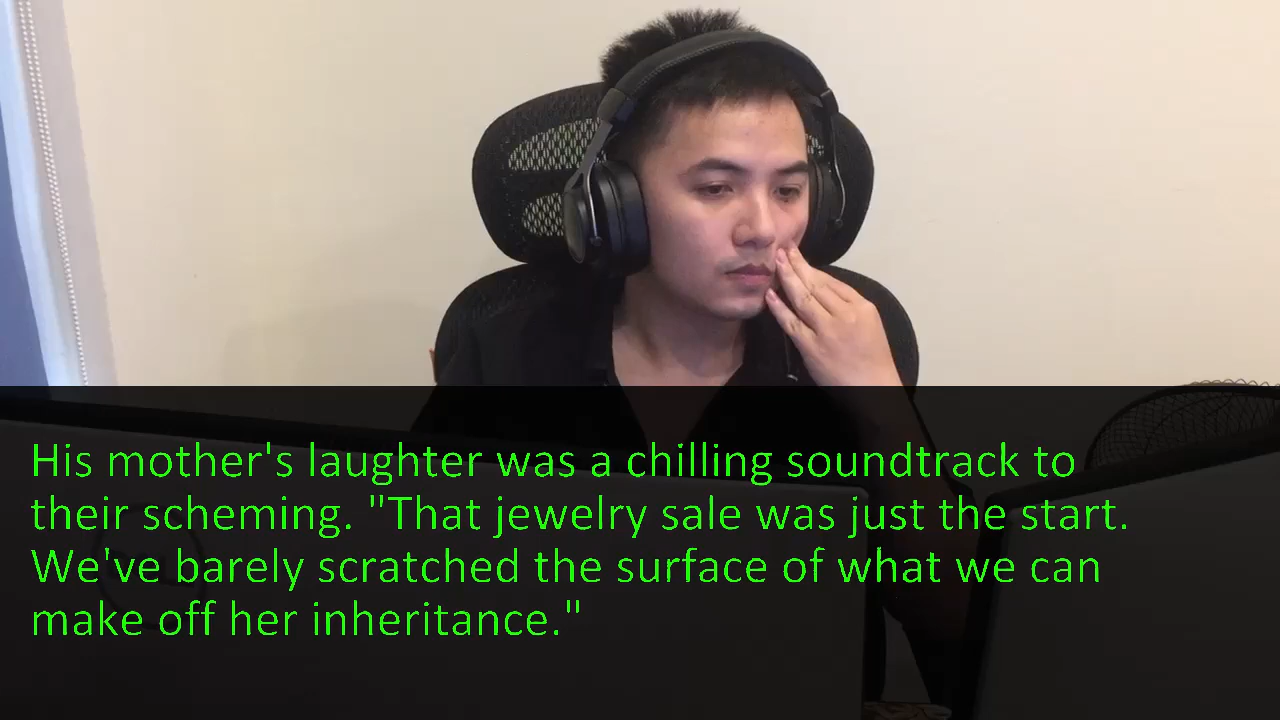 His mother's laughter was a chilling soundtrack to
their scheming. "That jewelry sale was just the start.
We've barely scratched the surface of what we can
make off her inheritance."